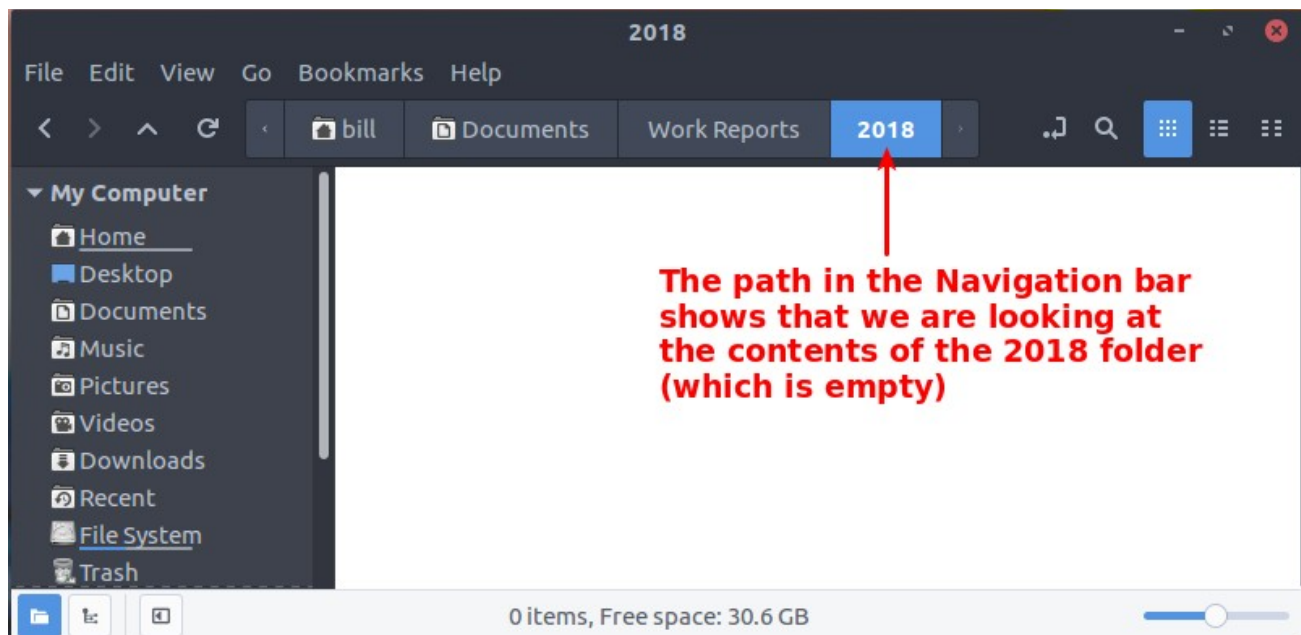 2018
File Edit View Go Bookmarks Help
bill Documents Work Reports 2018
My Computer
Home
Desktop
Documents
Music
Pictures
Videos
Downloads
Recent
File System
Trash
The path in the Navigation bar
shows that we are looking at
the contents of the 2018 folder
(which is empty)
0 items, Free space: 30.6 GB